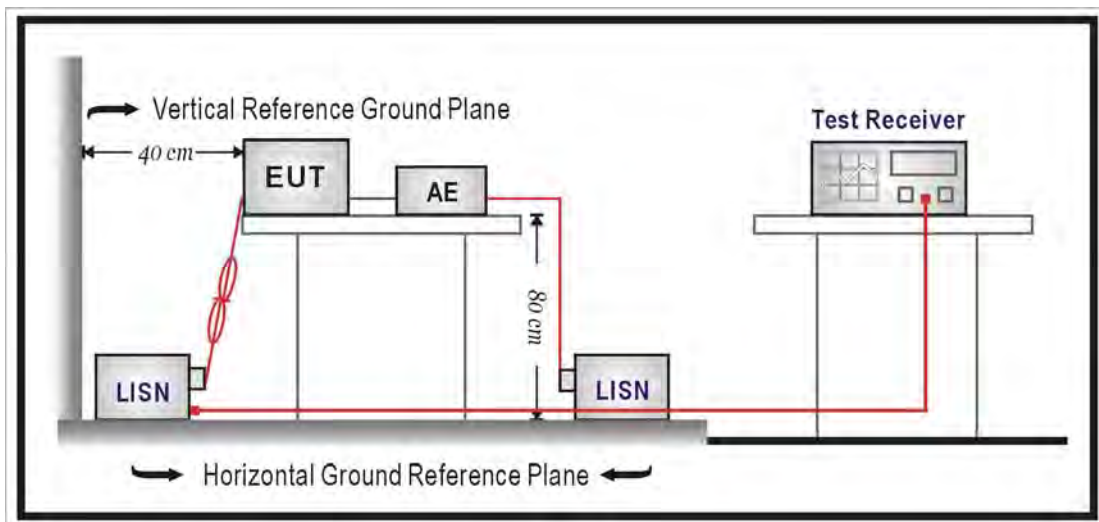 Vertical Reference Ground Plane
Test Receiver
40 cm
EUT
AE
80 cm
LISN
LISN
Horizontal Ground Reference Plane